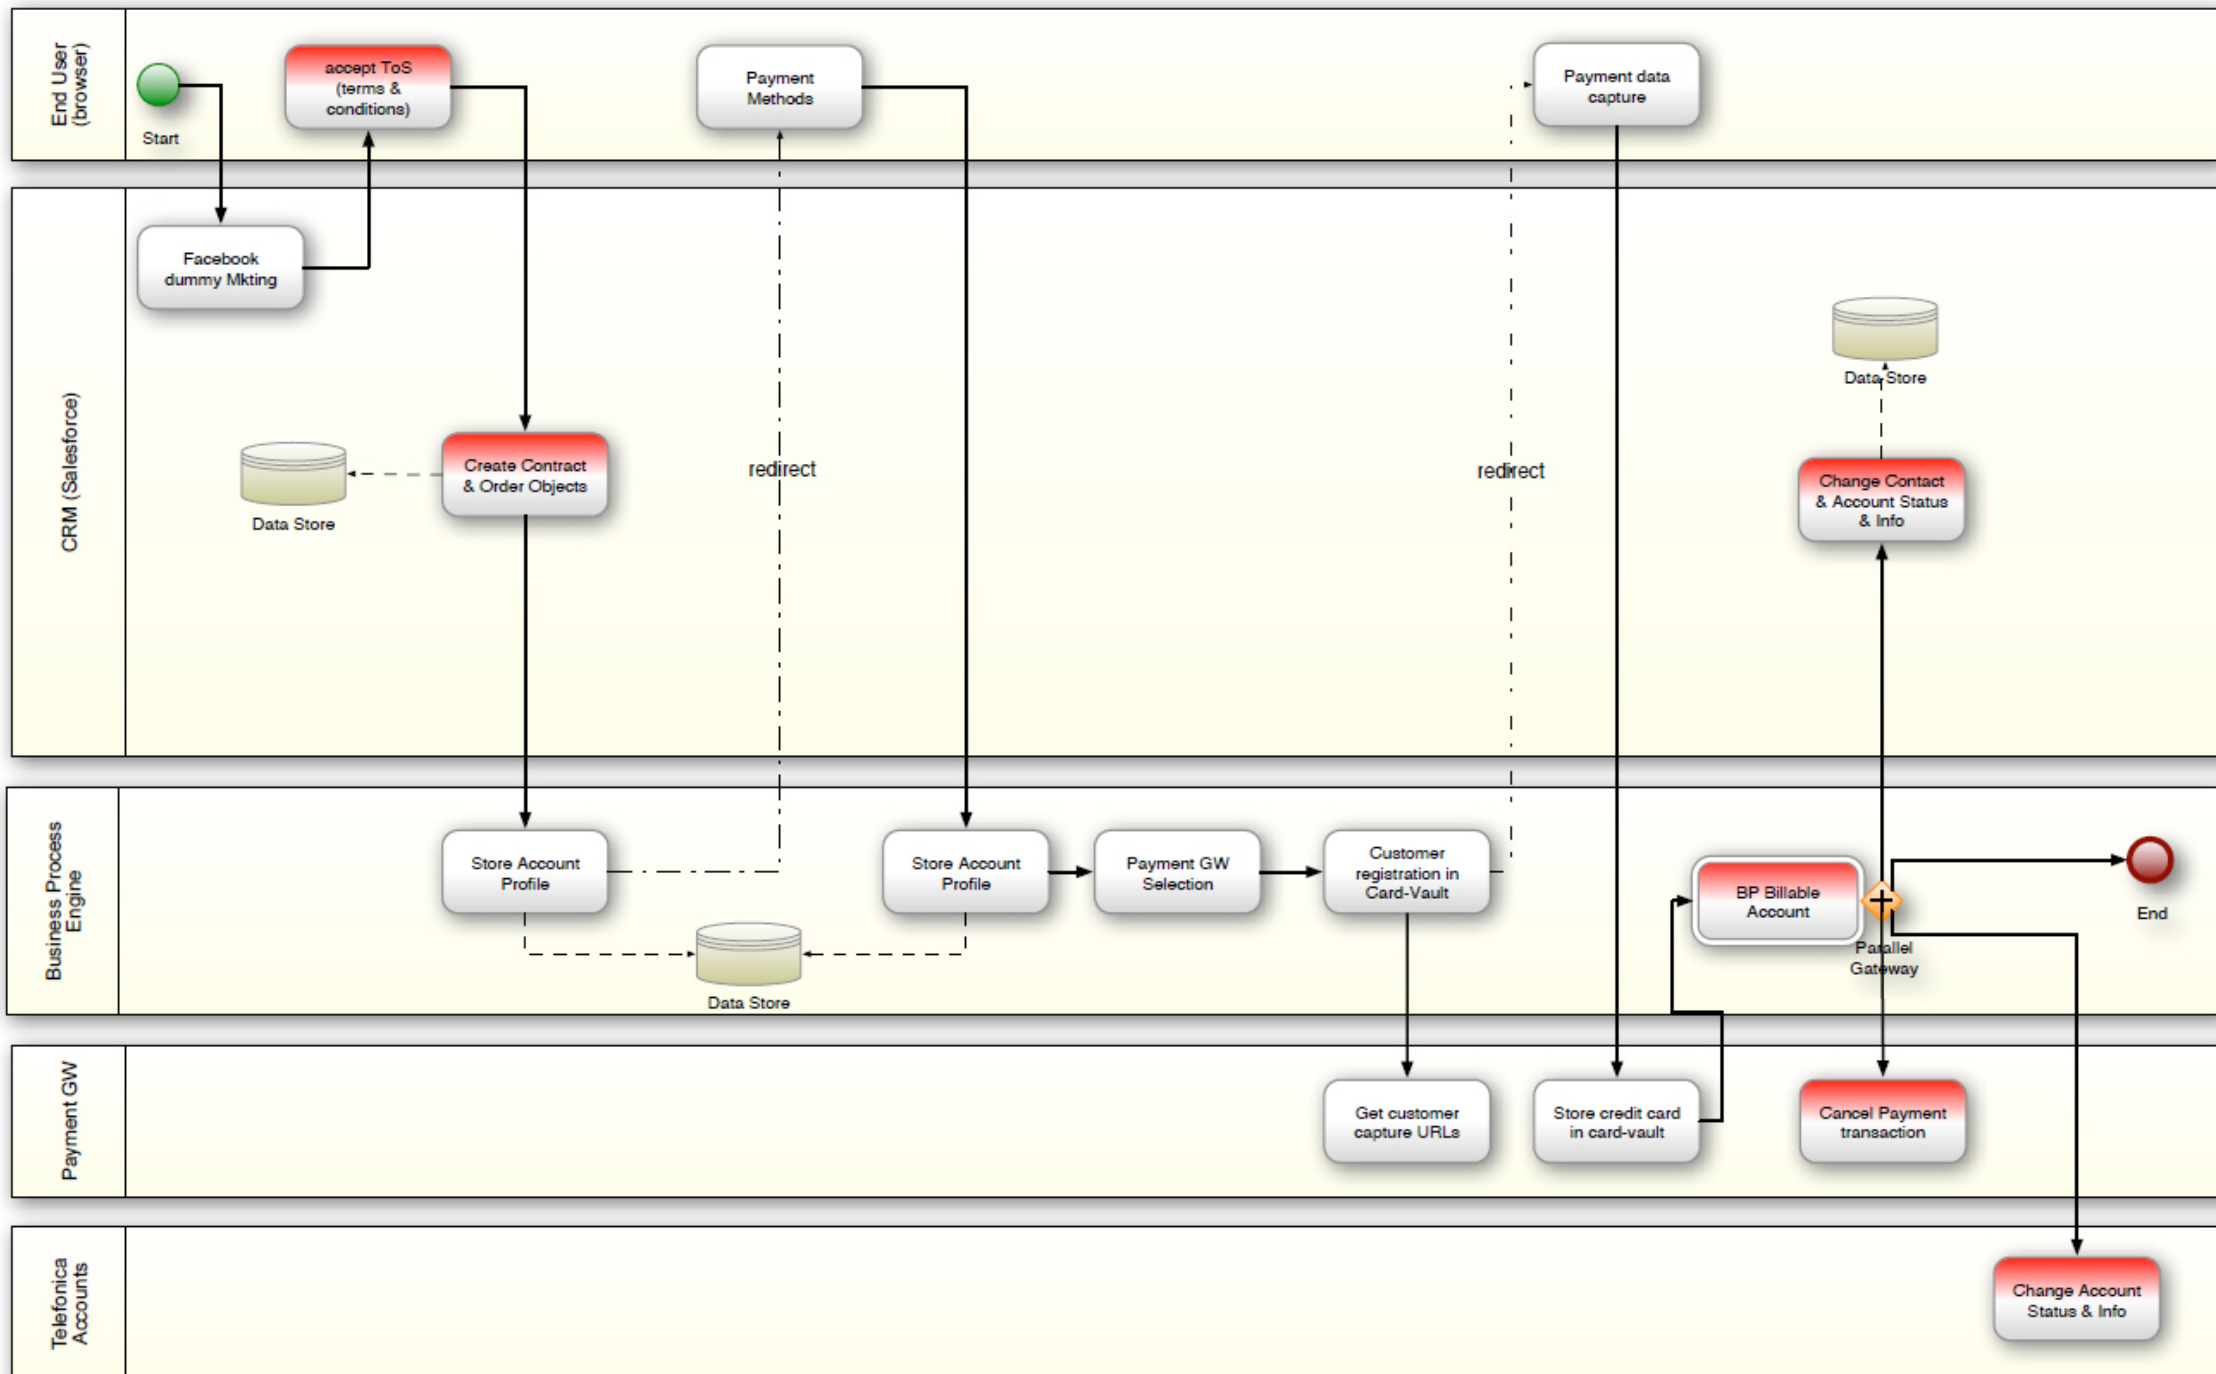 End User
(browser)
Start
accept ToS
(terms &
conditions)
Payment
Methods
Payment data
capture
CRM (Salesforce)
Facebook
dummy Mkting
Data Store
Create Contract
& Order Objects
redirect
redirect
Data Store
Change Contact
& Account Status
& Info
Business Process
Engine
Store Account
Profile
Data Store
Store Account
Profile
Payment GW
Selection
Customer
registration in
Card-Vault
BP Billable
Account
Parallel
Gateway
End
Payment GW
Get customer
capture URLs
Store credit card
in card-vault
Cancel Payment
transaction
Telefonica
Accounts
Change Account
Status & Info